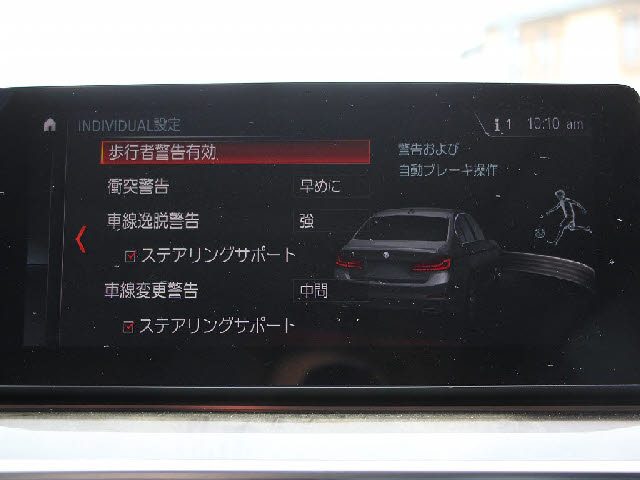 INDIVIDUAL設定
i 1 10:10 am
歩行者警告有効
警告および
自動ブレーキ操作
衝突警告 早めに
車線逸脱警告 強
ステアリングサポート
車線変更警告 中間
ステアリングサポート